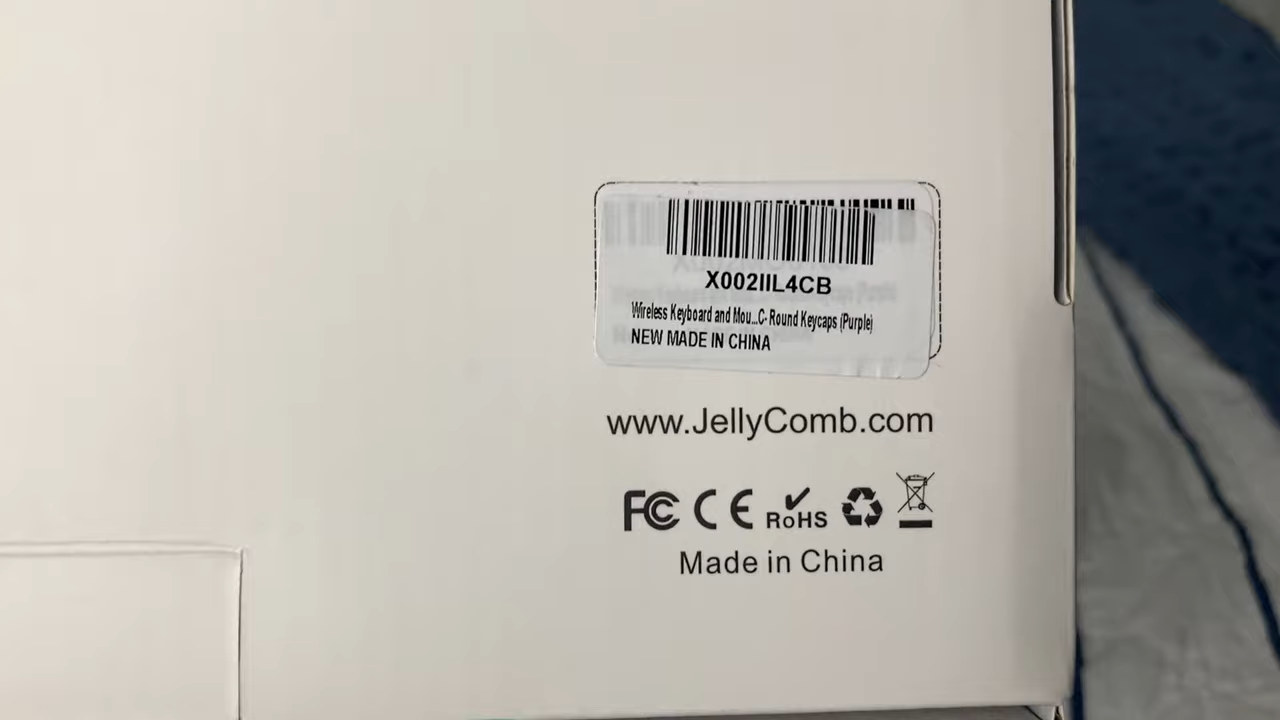 X002IIL4CB
Wireless Keyboard and Mou...C- Round Keycaps (Purple)
NEW MADE IN CHINA
www.JellyComb.com
FC CE RoHS
Made in China